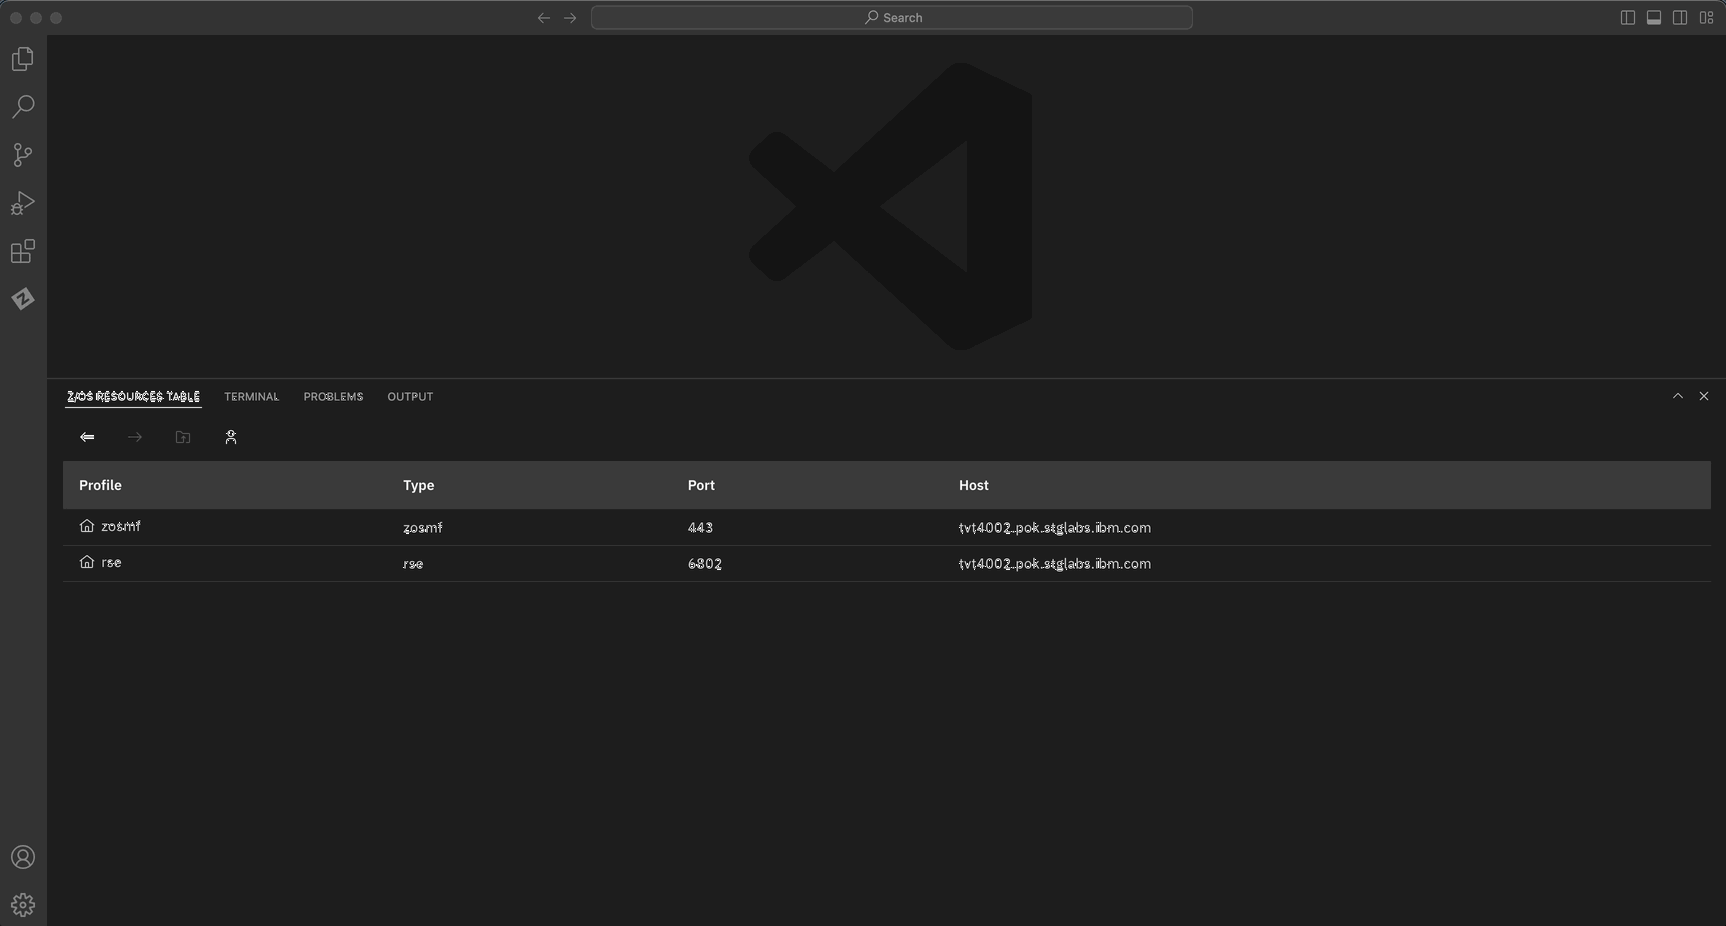 Search
Z/OS RESOURCES TABLE TERMINAL PROBLEMS OUTPUT
Profile Type Port Host
zosmf zosmf 443 tvt4002.pok.stglabs.ibm.com
rse rse 6802 tvt4002.pok.stglabs.ibm.com